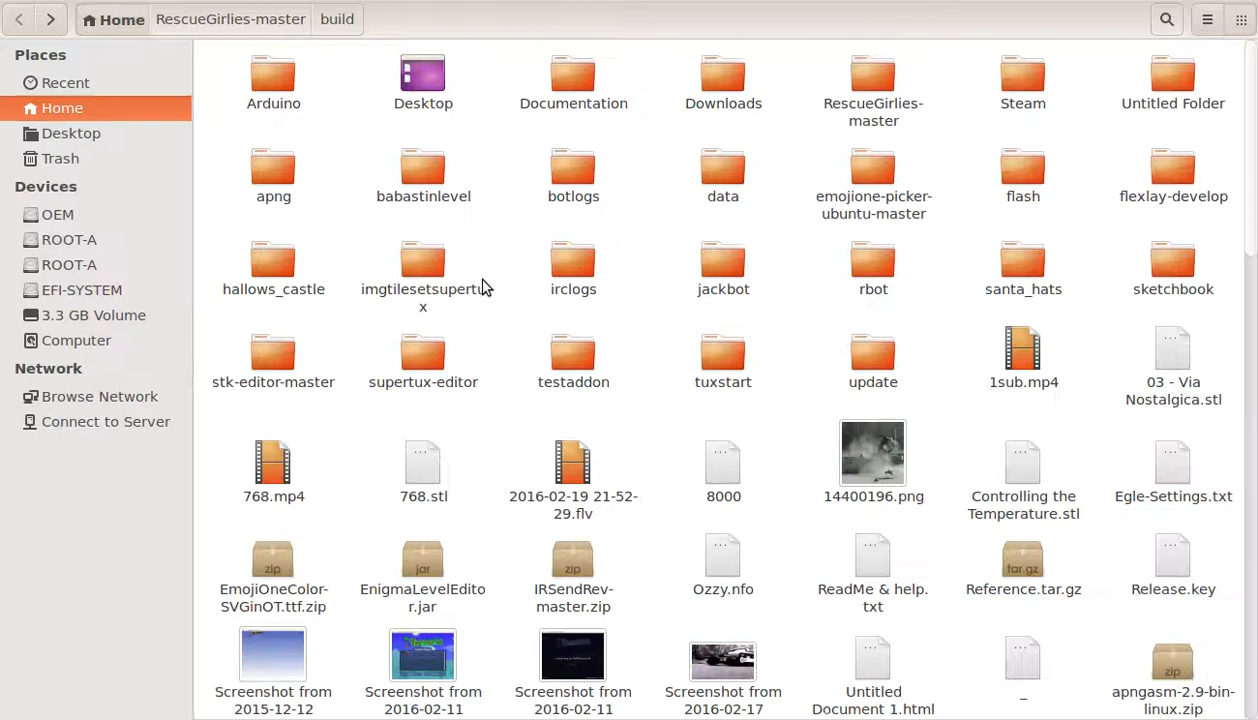 Home
RescueGirlies-master
build
Places
Recent
Home
Desktop
Trash
Devices
OEM
ROOT-A
ROOT-A
EFI-SYSTEM
3.3 GB Volume
Computer
Network
Browse Network
Connect to Server
Arduino
Desktop
Documentation
Downloads
RescueGirlies-
master
Steam
Untitled Folder
apng
babastinlevel
botlogs
data
emojione-picker-
ubuntu-master
flash
flexlay-develop
hallows_castle
imgtilesetsupertu
x
irclogs
jackbot
rbot
santa_hats
sketchbook
stk-editor-master
supertux-editor
testaddon
tuxstart
update
1sub.mp4
03 - Via
Nostalgica.stl
768.mp4
768.stl
2016-02-19 21-52-
29.flv
8000
14400196.png
Controlling the
Temperature.stl
Egle-Settings.txt
zip
EmojiOneColor-
SVGinOT.ttf.zip
jar
EnigmaLevelEdito
r.jar
zip
IRSendRev-
master.zip
Ozzy.nfo
ReadMe & help.
txt
tar.gz
Reference.tar.gz
Release.key
Screenshot from
2015-12-12
Screenshot from
2016-02-11
Screenshot from
2016-02-11
Screenshot from
2016-02-17
Untitled
Document 1.html
_
zip
apngasm-2.9-bin-
linux.zip